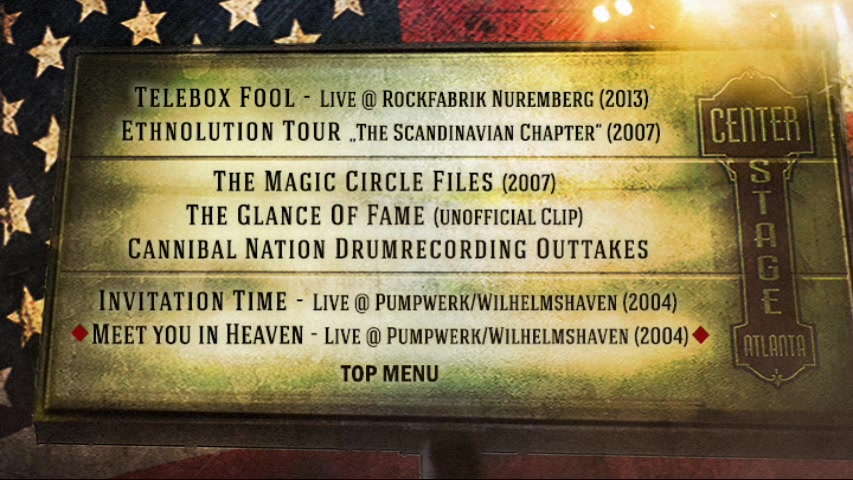 TELEBOX FOOL - LIVE @ ROCKFABRIK NUREMBERG (2013)
ETHNOLUTION TOUR „THE SCANDINAVIAN CHAPTER“ (2007)
THE MAGIC CIRCLE FILES (2007)
THE GLANCE OF FAME (UNOFFICIAL CLIP)
CANNIBAL NATION DRUMRECORDING OUTTAKES
INVITATION TIME - LIVE @ PUMPWERK/WILHELMSHAVEN (2004)
MEET YOU IN HEAVEN - LIVE @ PUMPWERK/WILHELMSHAVEN (2004)
TOP MENU
CENTER
STAGE
ATLANTA